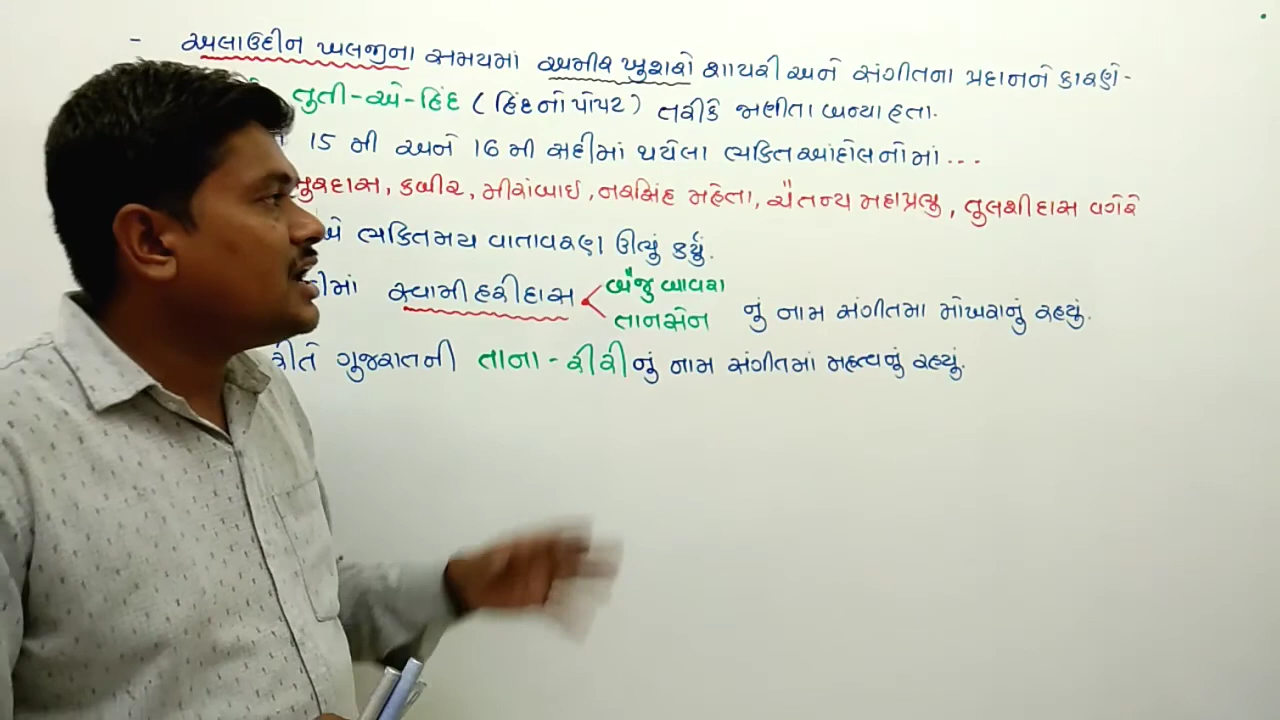 - અલાઉદીન ખલજીના સમયમાં અમીર ખુશરો શાયરી અને સંગીતના પ્રદાનને કારણે-
તુતી-એ-હિંદ (હિંદનો પોપટ) તરીકે જાણીતા બન્યા હતા.
15 મી અને 16 મી સદીમાં થયેલા ભક્તિ આંદોલનોમાં ...
સુરદાસ, કબીર, મીરાંબાઈ, નરસિંહ મહેતા, ચૈતન્ય મહાપ્રભુ, તુલશીદાસ વગેરે
ભક્તિમય વાતાવરણ ઊભું કર્યું.
સ્વામી હરીદાસ બૈજુ બાવરા
તાનસેન નું નામ સંગીતમા મોખરાનું રહ્યું.
રીતે ગુજરાતની તાના-રીરીનું નામ સંગીતમાં મહત્વનું રહ્યું.